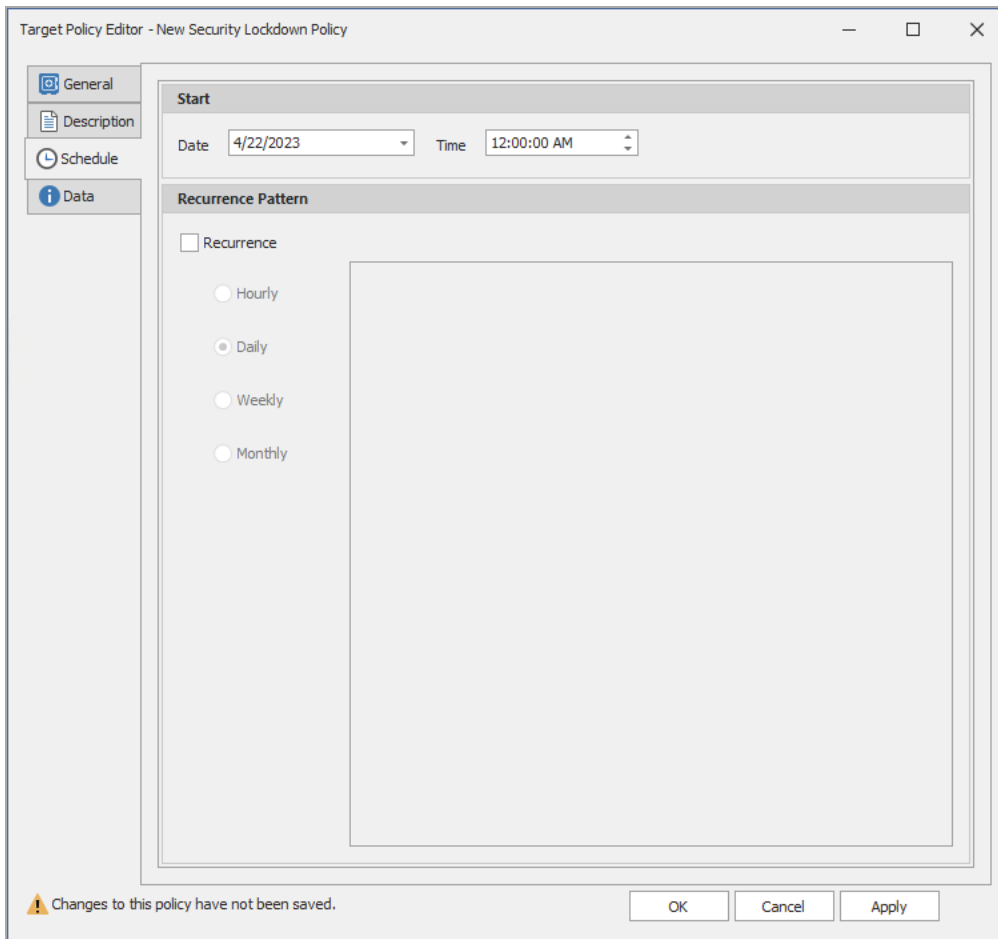 Target Policy Editor - New Security Lockdown Policy
General
Description
Schedule
Data
Start
Date 4/22/2023 Time 12:00:00 AM
Recurrence Pattern
Recurrence
Hourly
Daily
Weekly
Monthly
Changes to this policy have not been saved.
OK Cancel Apply